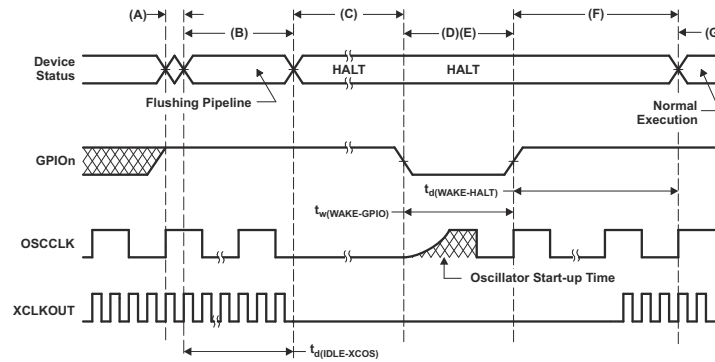 (A)
(B)
(C)
(D)(E)
(F)
(G
Device
Status
Flushing Pipeline
HALT
HALT
Normal
Execution
GPIOn
td(WAKE-HALT)
tw(WAKE-GPIO)
OSCCLK
Oscillator Start-up Time
XCLKOUT
td(IDLE-XCOS)